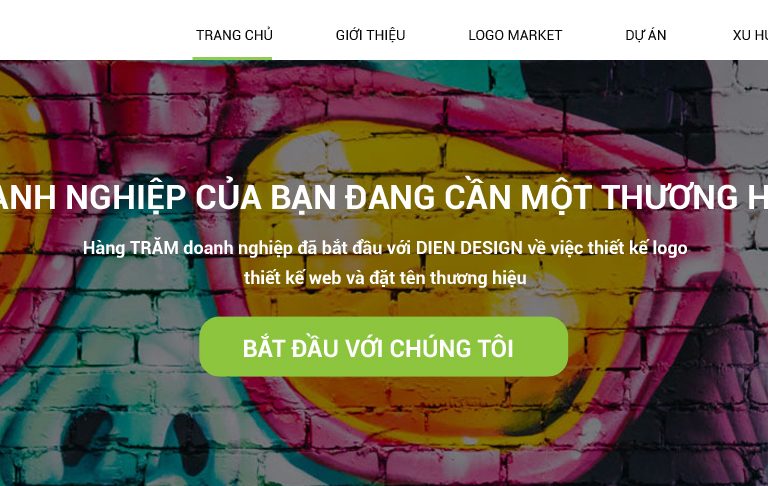 TRANG CHỦ GIỚI THIỆU LOGO MARKET DỰ ÁN XU
NGHIỆP CỦA BẠN ĐANG CẦN MỘT THƯƠNG
Hàng TRĂM doanh nghiệp đã bắt đầu với DIEN DESIGN về việc thiết kế logo
thiết kế web và đặt tên thương hiệu
BẮT ĐẦU VỚI CHÚNG TÔI